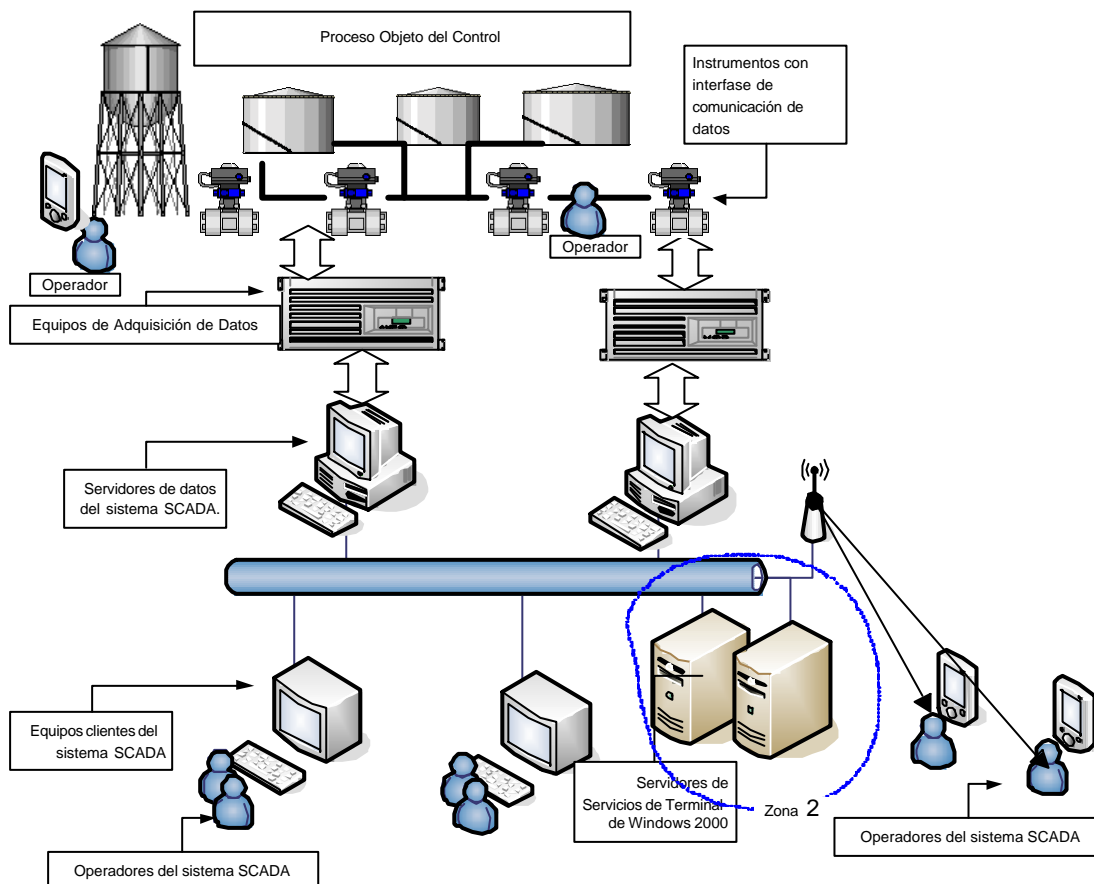 Proceso Objeto del Control
Instrumentos con
interfase de
comunicación de
datos
Operador
Operador
Equipos de Adquisición de Datos
Servidores de datos
del sistema SCADA.
Equipos clientes del
sistema SCADA
Servidores de
Servicios de Terminal
de Windows 2000
Zona 2
Operadores del sistema SCADA
Operadores del sistema SCADA